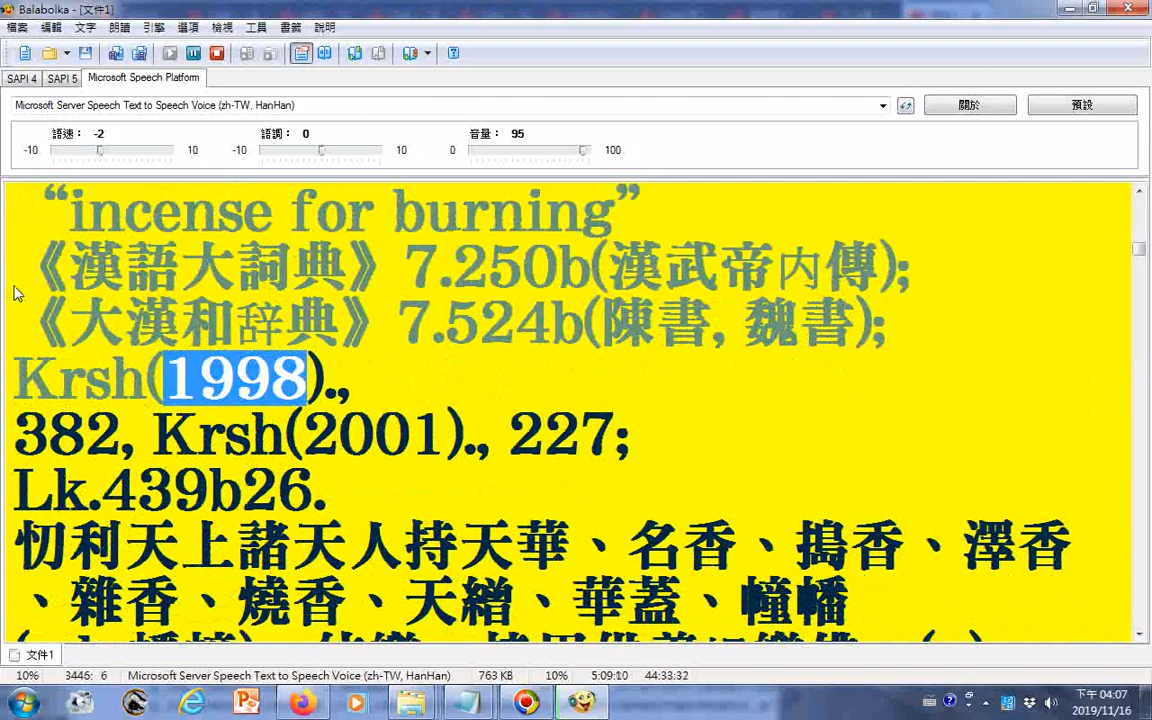 Balabolka - [文件1]
檔案 編輯 文字 朗讀 引擎 選項 檢視 工具 書籤 說明
SAPI 4 SAPI 5 Microsoft Speech Platform
Microsoft Server Speech Text to Speech Voice (zh-TW, HanHan) 關於 預設
語速： -2 語調： 0 音量： 95
-10 10 -10 10 0 100
“incense for burning”
《漢語大詞典》 7.250b(漢武帝内傳);
《大漢和辞典》 7.524b(陳書, 魏書);
Krsh(1998).,
382, Krsh(2001)., 227;
Lk.439b26.
忉利天上諸天人持天華、名香、搗香、澤香
、雜香、燒香、天繒、華蓋、幢幡
文件1
10% 3446: 6 Microsoft Server Speech Text to Speech Voice (zh-TW, HanHan) 763 KB 10% 5:09:10 44:33:32
下午 04:07
2019/11/16